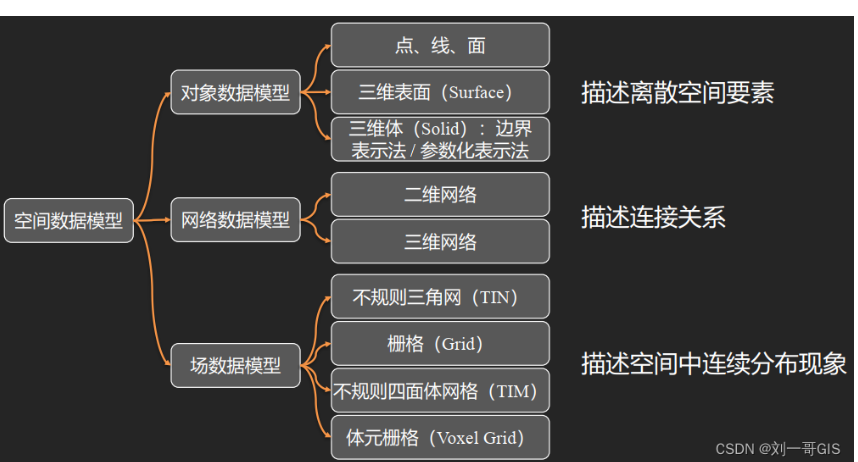 点、线、面
对象数据模型
三维表面（Surface）
描述离散空间要素
三维体（Solid）：边界
表示法 / 参数化表示法
空间数据模型
网络数据模型
二维网络
三维网络
描述连接关系
不规则三角网（TIN）
栅格（Grid）
场数据模型
描述空间中连续分布现象
不规则四面体网格（TIM）
体元栅格（Voxel Grid）
CSDN @刘一哥GIS